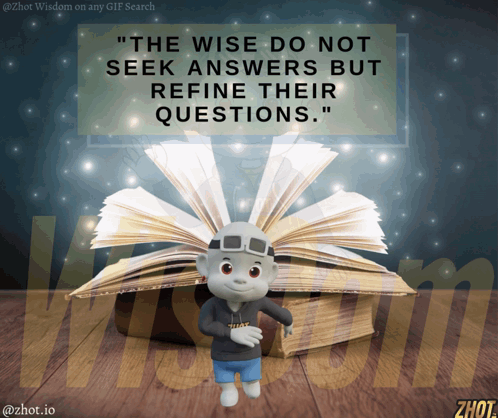 @Zhot Wisdom on any GIF Search
"THE WISE DO NOT
SEEK ANSWERS BUT
REFINE THEIR
QUESTIONS."
Wisdom
ZHOT
@zhot.io
ZHOT